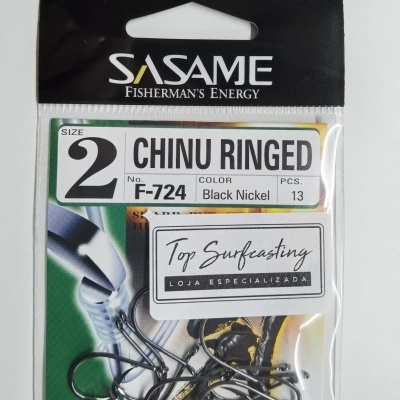 SASAME
FISHERMAN'S ENERGY
SIZE
2
CHINU RINGED
No.
F-724
COLOR
Black Nickel
PCS.
13
Top Surfcasting
LOJA ESPECIALIZADA